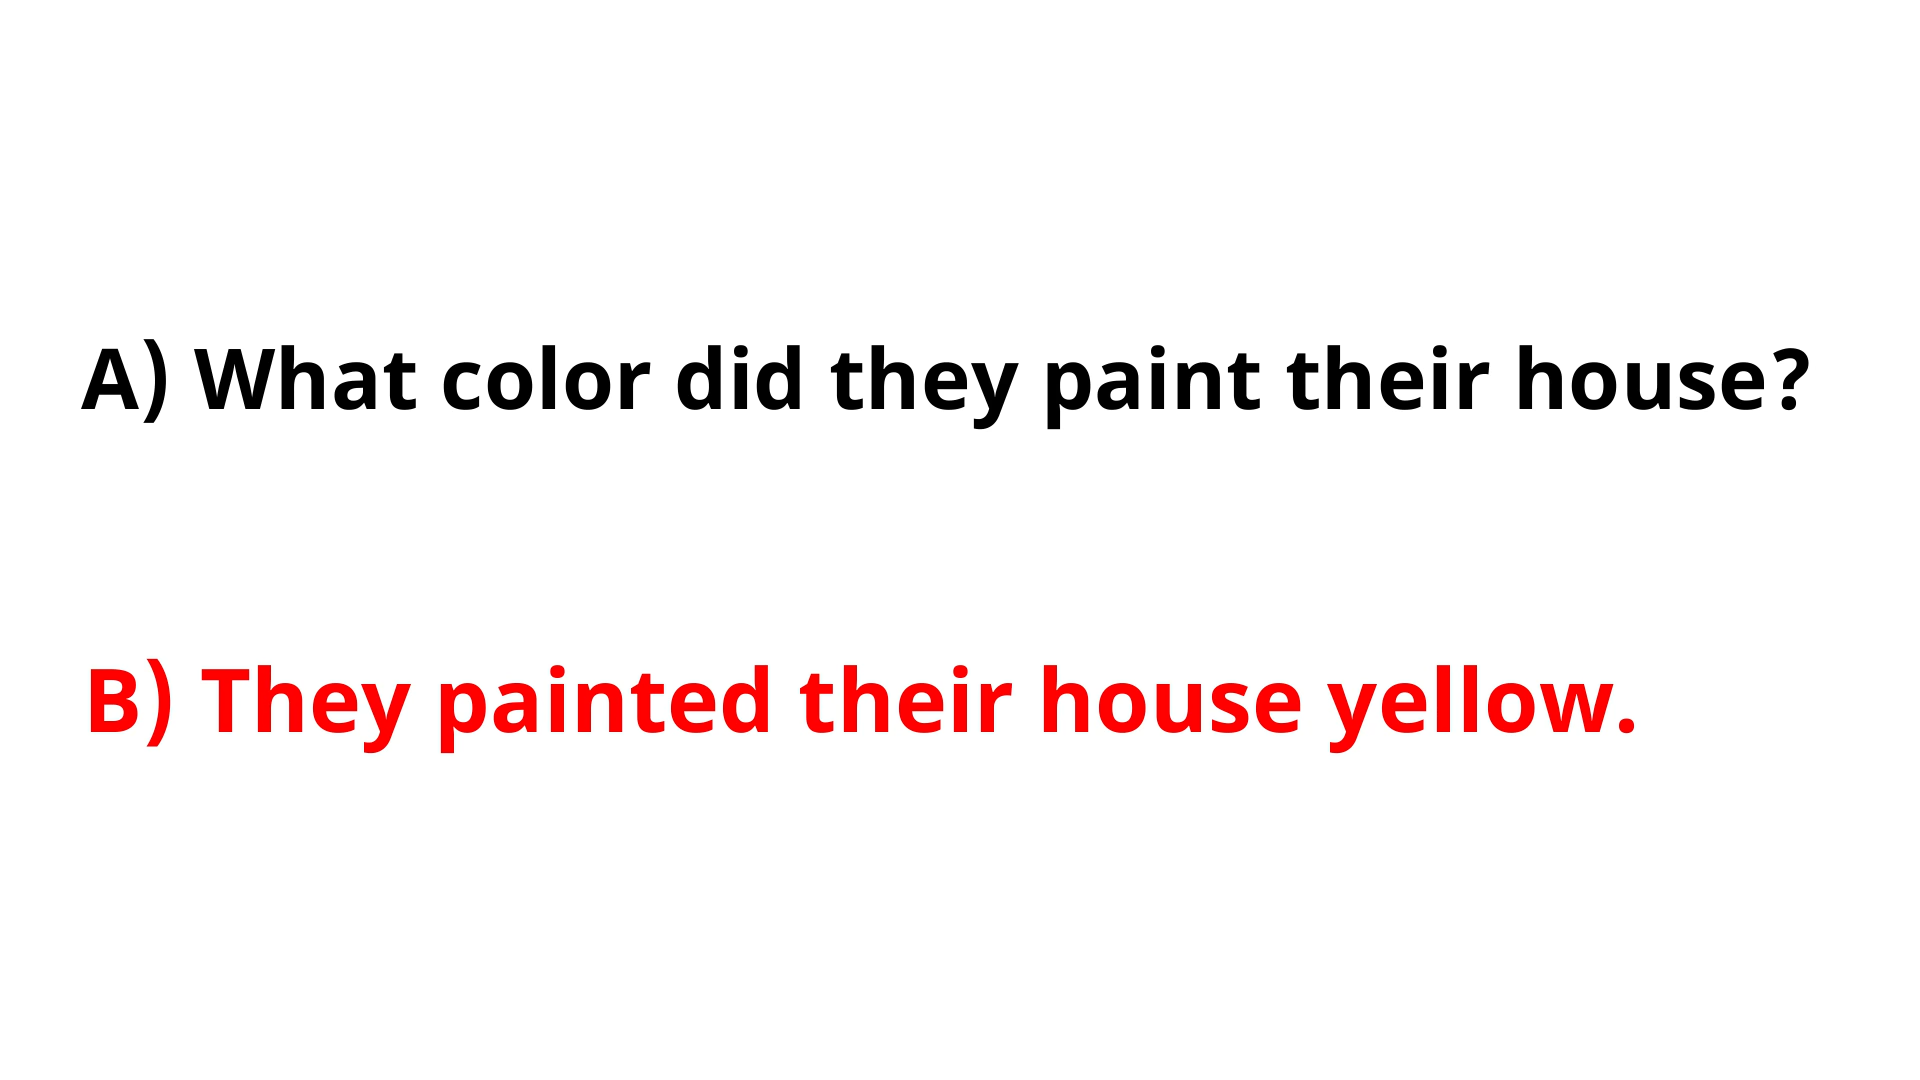 A) What color did they paint their house?
B) They painted their house yellow.